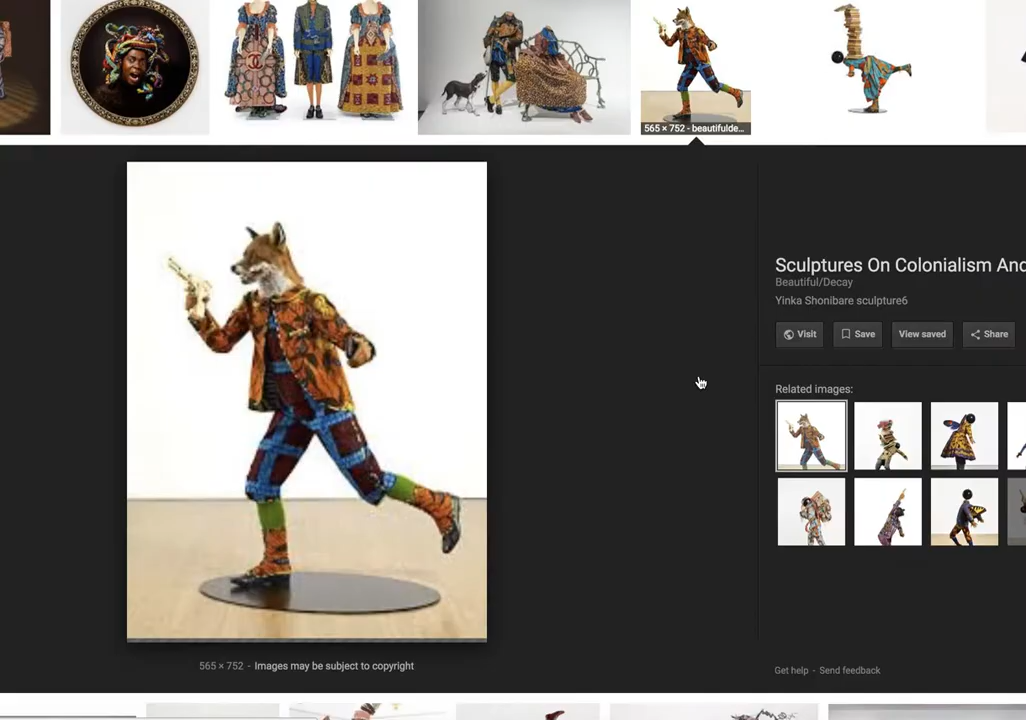 565 × 752 - beautifulde...
Sculptures On Colonialism And
Beautiful/Decay
Yinka Shonibare sculpture6
Visit
Save
View saved
Share
Related images:
565 × 752 - Images may be subject to copyright
Get help - Send feedback